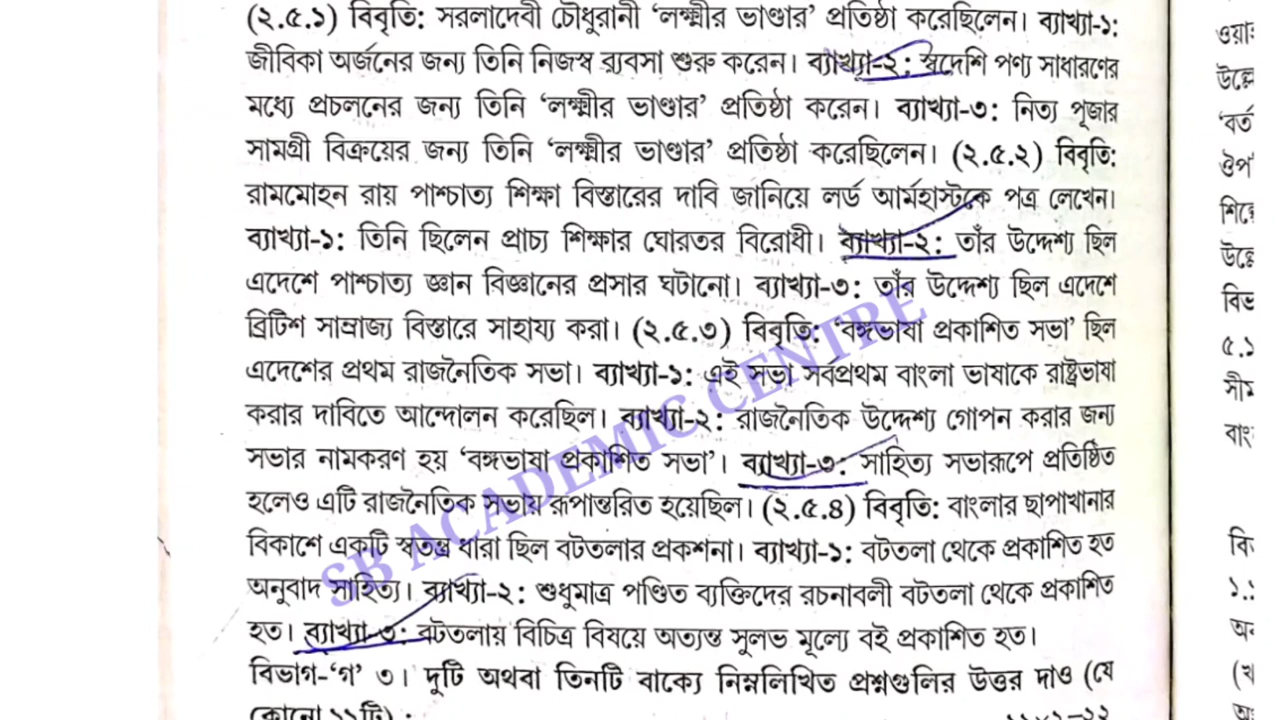 (২.৫.১) বিবৃতি: সরলাদেবী চৌধুরানী ‘লক্ষ্মীর ভাণ্ডার’ প্রতিষ্ঠা করেছিলেন। ব্যাখ্যা-১:
জীবিকা অর্জনের জন্য তিনি নিজস্ব ব্যবসা শুরু করেন। ব্যাখ্যা-২: স্বদেশি পণ্য সাধারণের
মধ্যে প্রচলনের জন্য তিনি ‘লক্ষ্মীর ভাণ্ডার’ প্রতিষ্ঠা করেন। ব্যাখ্যা-৩: নিত্য পূজার
সামগ্রী বিক্রয়ের জন্য তিনি ‘লক্ষ্মীর ভাণ্ডার’ প্রতিষ্ঠা করেছিলেন। (২.৫.২) বিবৃতি:
রামমোহন রায় পাশ্চাত্য শিক্ষা বিস্তারের দাবি জানিয়ে লর্ড আর্মহাস্টকে পত্র লেখেন।
ব্যাখ্যা-১: তিনি ছিলেন প্রাচ্য শিক্ষার ঘোরতর বিরোধী। ব্যাখ্যা-২: তাঁর উদ্দেশ্য ছিল
এদেশে পাশ্চাত্য জ্ঞান বিজ্ঞানের প্রসার ঘটানো। ব্যাখ্যা-৩: তাঁর উদ্দেশ্য ছিল এদেশে
ব্রিটিশ সাম্রাজ্য বিস্তারে সাহায্য করা। (২.৫.৩) বিবৃতি: ‘বঙ্গভাষা প্রকাশিত সভা’ ছিল
এদেশের প্রথম রাজনৈতিক সভা। ব্যাখ্যা-১: এই সভা সর্বপ্রথম বাংলা ভাষাকে রাষ্ট্রভাষা
করার দাবিতে আন্দোলন করেছিল। ব্যাখ্যা-২: রাজনৈতিক উদ্দেশ্য গোপন করার জন্য
সভার নামকরণ হয় ‘বঙ্গভাষা প্রকাশিত সভা’। ব্যাখ্যা-৩: সাহিত্য সভারূপে প্রতিষ্ঠিত
হলেও এটি রাজনৈতিক সভায় রূপান্তরিত হয়েছিল। (২.৫.৪) বিবৃতি: বাংলার ছাপাখানার
বিকাশে একটি স্বতন্ত্র ধারা ছিল বটতলার প্রকশনা। ব্যাখ্যা-১: বটতলা থেকে প্রকাশিত হত
অনুবাদ সাহিত্য। ব্যাখ্যা-২: শুধুমাত্র পণ্ডিত ব্যক্তিদের রচনাবলী বটতলা থেকে প্রকাশিত
হত। ব্যাখ্যা-৩: বটতলায় বিচিত্র বিষয়ে অত্যন্ত সুলভ মূল্যে বই প্রকাশিত হত।
বিভাগ-‘গ’ ৩। দুটি অথবা তিনটি বাক্যে নিম্নলিখিত প্রশ্নগুলির উত্তর দাও (যে
কোনো ১১টি) :
SB ACADEMIC CENTRE